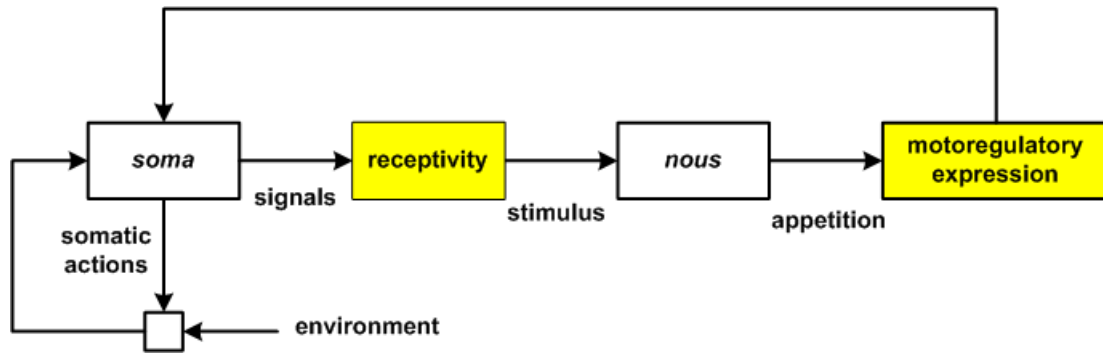 soma
receptivity
nous
motoregulatory
expression
signals
stimulus
appetition
somatic
actions
environment